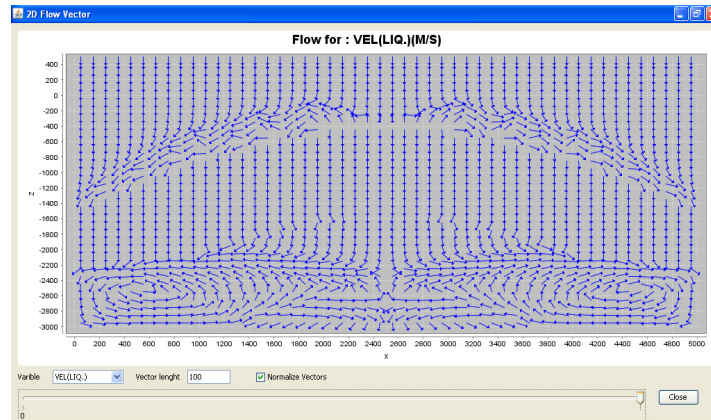 2D Flow Vector
Flow for : VEL(LIQ.)(M/S)
400
200
0
-200
-400
-600
-800
-1000
-1200
-1400
-1600
-1800
-2000
-2200
-2400
-2600
-2800
-3000
z
0 200 400 600 800 1000 1200 1400 1600 1800 2000 2200 2400 2600 2800 3000 3200 3400 3600 3800 4000 4200 4400 4600 4800 5000
x
Varible VEL(LIQ.) Vector lenght 100 Normalize Vectors
0 Close